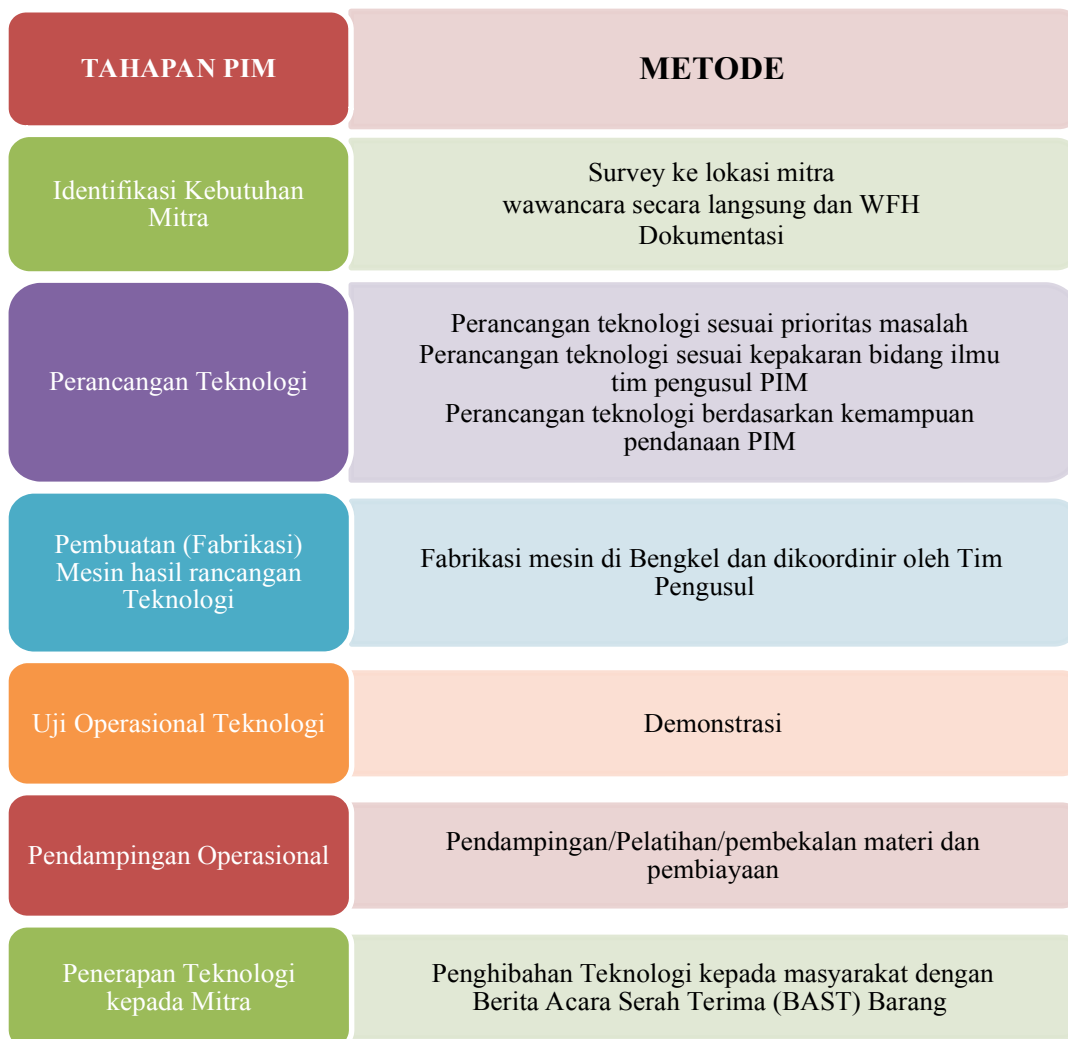 TAHAPAN PIM
METODE
Identifikasi Kebutuhan
Mitra
Survey ke lokasi mitra
wawancara secara langsung dan WFH
Dokumentasi
Perancangan Teknologi
Perancangan teknologi sesuai prioritas masalah
Perancangan teknologi sesuai kepakaran bidang ilmu
tim pengusul PIM
Perancangan teknologi berdasarkan kemampuan
pendanaan PIM
Pembuatan (Fabrikasi)
Mesin hasil rancangan
Teknologi
Fabrikasi mesin di Bengkel dan dikoordinir oleh Tim
Pengusul
Uji Operasional Teknologi
Demonstrasi
Pendampingan Operasional
Pendampingan/Pelatihan/pembekalan materi dan
pembiayaan
Penerapan Teknologi
kepada Mitra
Penghibahan Teknologi kepada masyarakat dengan
Berita Acara Serah Terima (BAST) Barang